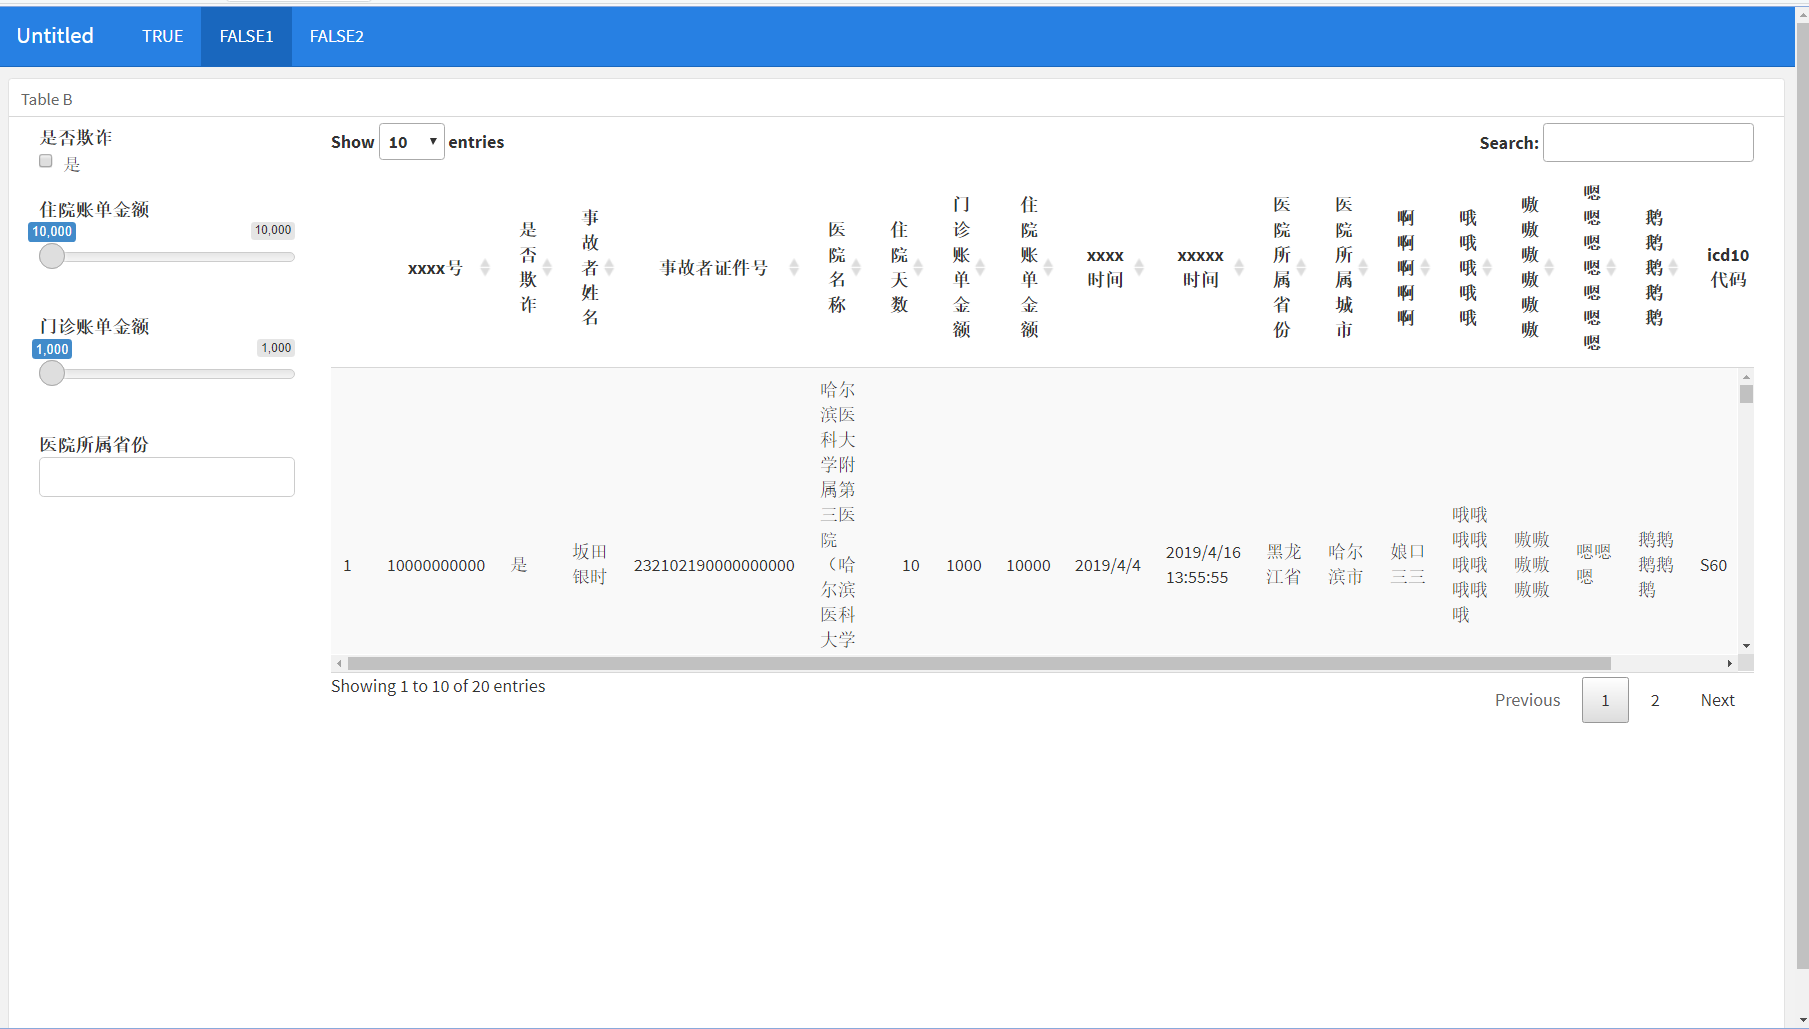 Untitled TRUE FALSE1 FALSE2
Table B
是否欺诈
是
住院账单金额
10,000 10,000
门诊账单金额
1,000 1,000
医院所属省份
Show 10 entries Search:
xxxx号 是否欺诈 事故者姓名 事故者证件号 医院名称 住院天数 门诊账单金额 住院账单金额 xxxx时间 xxxxx时间 医院所属省份 医院所属城市 啊啊啊啊啊 哦哦哦哦哦 嗷嗷嗷嗷嗷嗷 嗯嗯嗯嗯嗯嗯嗯 鹅鹅鹅鹅鹅 icd10代码
1 10000000000 是 坂田银时 232102190000000000 哈尔滨医科大学附属第三医院（哈尔滨医科大学 10 1000 10000 2019/4/4 2019/4/16 13:55:55 黑龙江省 哈尔滨市 娘口三三 哦哦哦哦哦哦哦哦哦 嗷嗷嗷嗷嗷嗷 嗯嗯嗯 鹅鹅鹅鹅鹅 S60
Showing 1 to 10 of 20 entries
Previous 1 2 Next